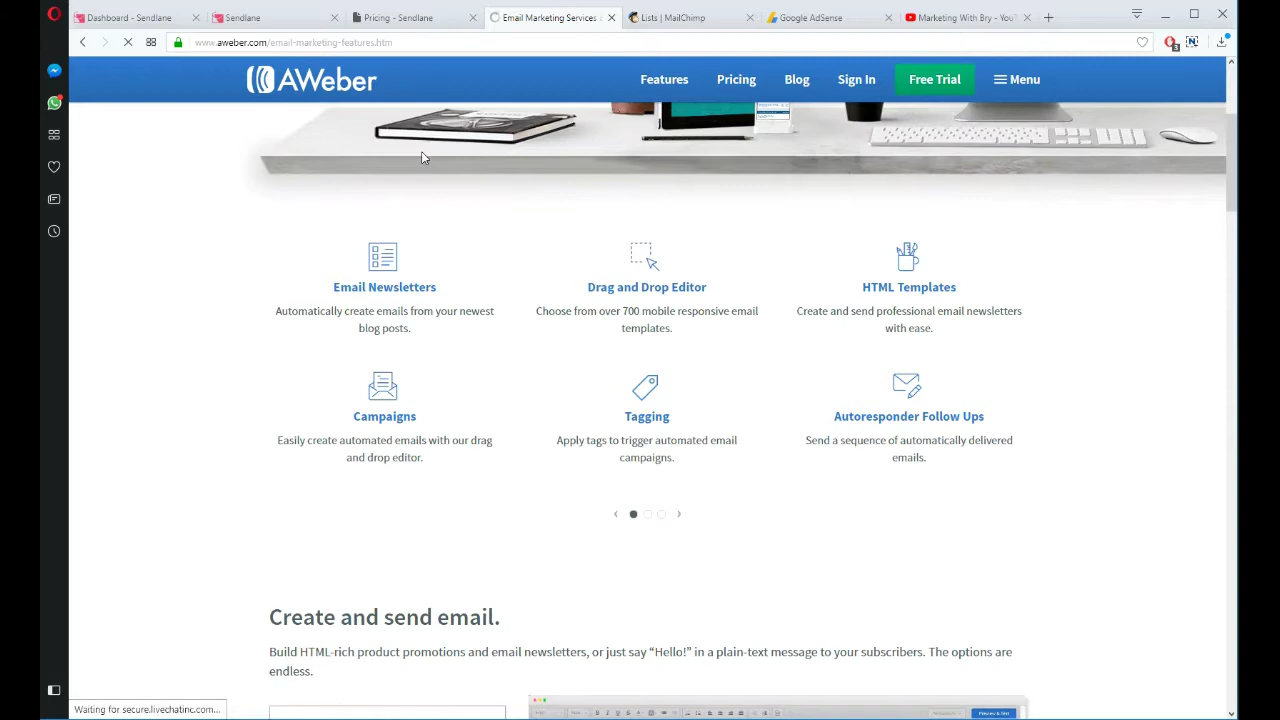 Dashboard - Sendlane
Sendlane
Pricing - Sendlane
Email Marketing Services
Lists | MailChimp
Google AdSense
Marketing With Bry - You
www.aweber.com/email-marketing-features.htm
3
AWeber
Features
Pricing
Blog
Sign In
Free Trial
Menu
Email Newsletters
Automatically create emails from your newest
blog posts.
Drag and Drop Editor
Choose from over 700 mobile responsive email
templates.
HTML Templates
Create and send professional email newsletters
with ease.
Campaigns
Easily create automated emails with our drag
and drop editor.
Tagging
Apply tags to trigger automated email
campaigns.
Autoresponder Follow Ups
Send a sequence of automatically delivered
emails.
Create and send email.
Build HTML-rich product promotions and email newsletters, or just say “Hello!” in a plain-text message to your subscribers. The options are
endless.
Preview & Test
Waiting for secure.livechatinc.com...